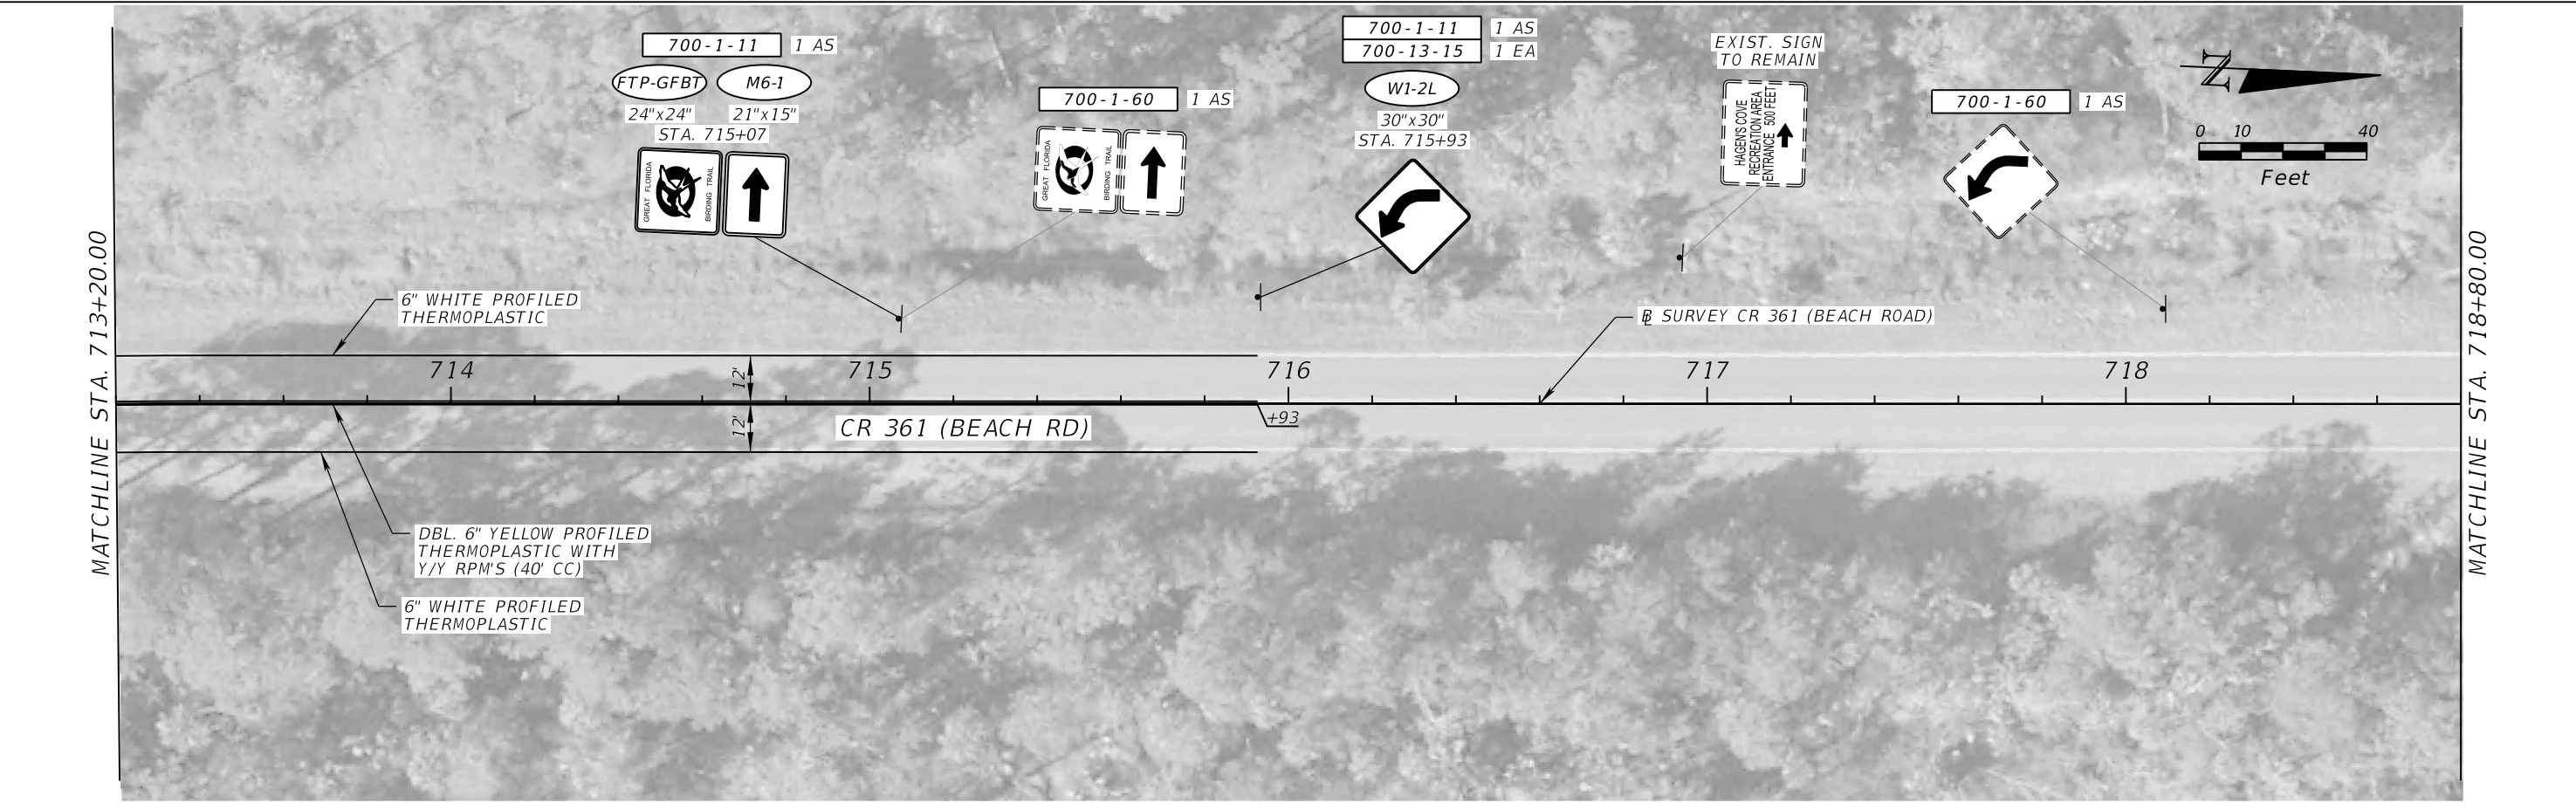 700-1-11 1 AS
FTP-GFBT M6-1
24"x24" 21"x15"
STA. 715+07
GREAT FLORIDA
BIRDING TRAIL
700-1-60 1 AS
GREAT FLORIDA
BIRDING TRAIL
700-1-11 1 AS
700-13-15 1 EA
W1-2L
30"x30"
STA. 715+93
EXIST. SIGN
TO REMAIN
HAGEN'S COVE
RECREATION AREA
ENTRANCE 500 FEET
700-1-60 1 AS
N
0 10 40
Feet
MATCHLINE STA. 713+20.00
6" WHITE PROFILED
THERMOPLASTIC
℄ SURVEY CR 361 (BEACH ROAD)
714 715 716 717 718
12'
12'
CR 361 (BEACH RD)
+93
DBL. 6" YELLOW PROFILED
THERMOPLASTIC WITH
Y/Y RPM'S (40' CC)
6" WHITE PROFILED
THERMOPLASTIC
MATCHLINE STA. 718+80.00